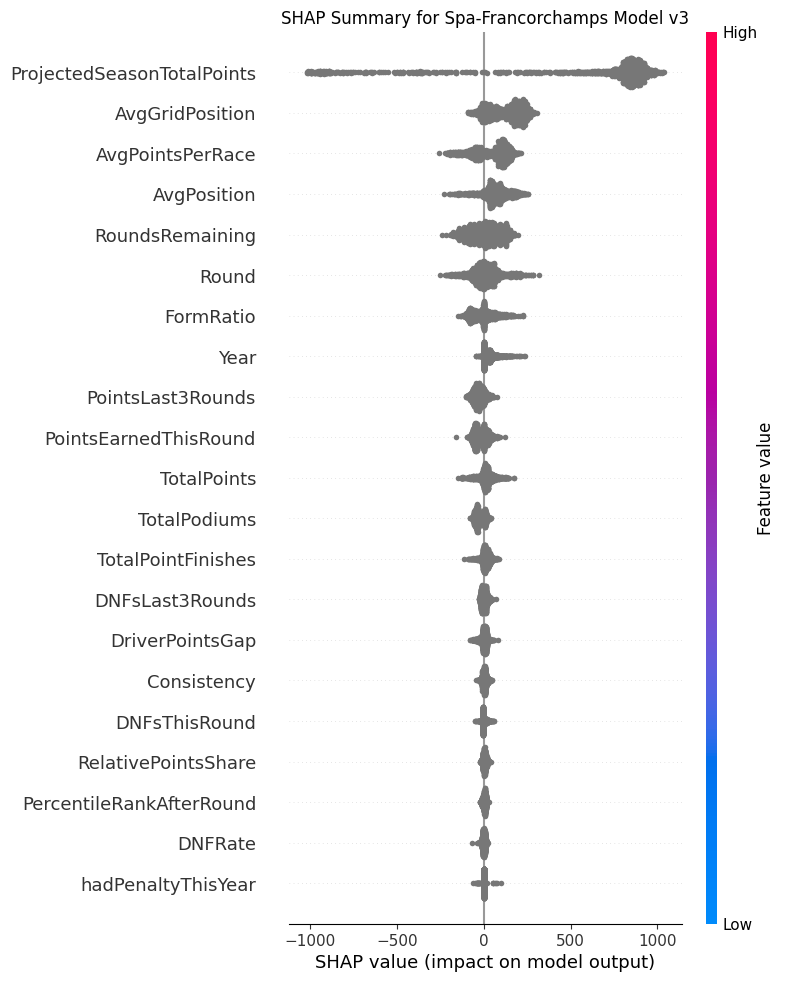 SHAP Summary for Spa-Francorchamps Model v3
High
ProjectedSeasonTotalPoints
AvgGridPosition
AvgPointsPerRace
AvgPosition
RoundsRemaining
Round
FormRatio
Year
PointsLast3Rounds
PointsEarnedThisRound
TotalPoints
TotalPodiums
TotalPointFinishes
DNFsLast3Rounds
DriverPointsGap
Consistency
DNFsThisRound
RelativePointsShare
PercentileRankAfterRound
DNFRate
hadPenaltyThisYear
Feature value
Low
−1000 −500 0 500 1000
SHAP value (impact on model output)